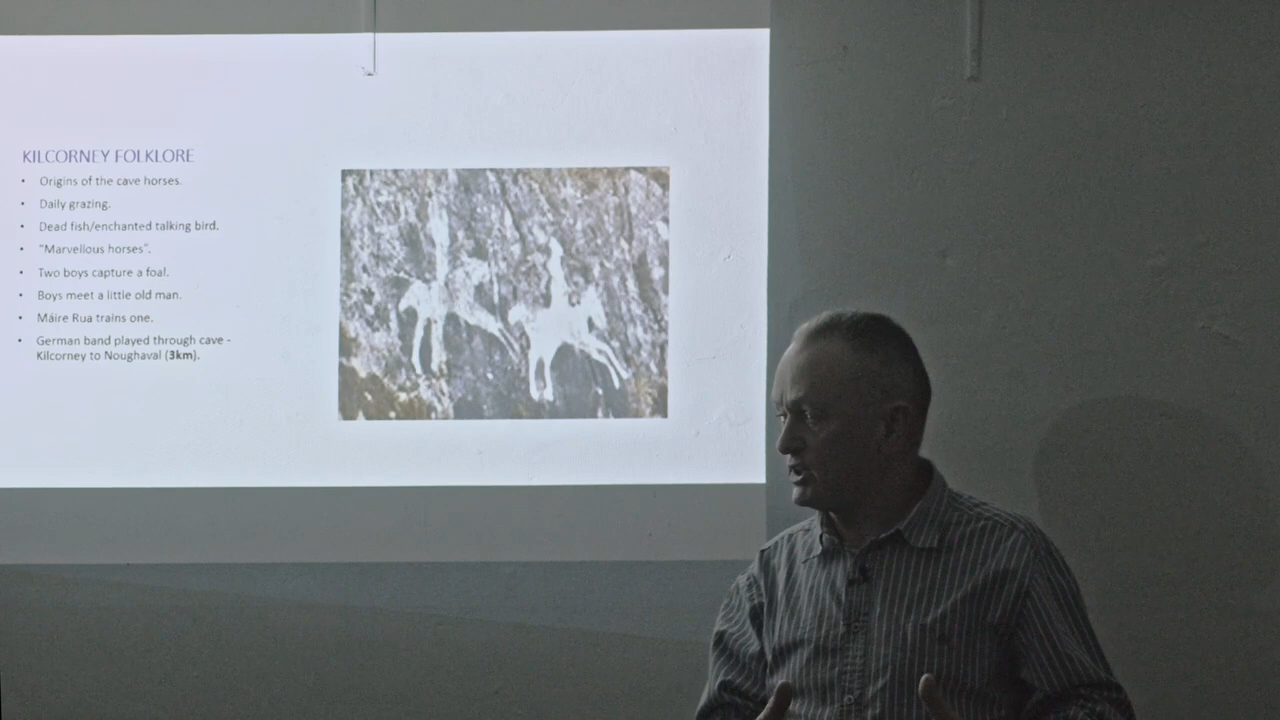 KILCORNEY FOLKLORE
• Origins of the cave horses.
• Daily grazing.
• Dead fish/enchanted talking bird.
• "Marvellous horses".
• Two boys capture a foal.
• Boys meet a little old man.
• Máire Rua trains one.
• German band played through cave -
Kilcorney to Noughaval (3km).